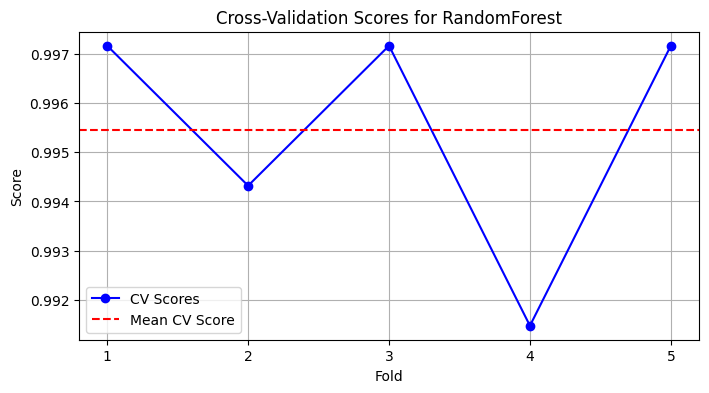 Cross-Validation Scores for RandomForest
Score
0.997
0.996
0.995
0.994
0.993
0.992
CV Scores
Mean CV Score
1 2 3 4 5
Fold